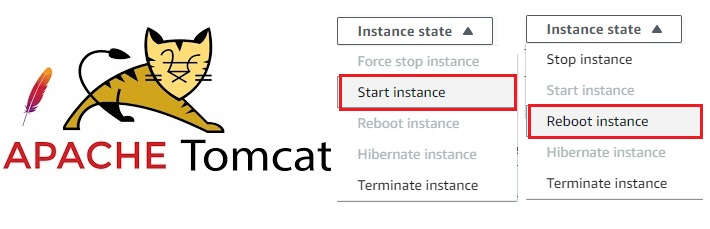 APACHE Tomcat
Instance state
Force stop instance
Start instance
Reboot instance
Hibernate instance
Terminate instance
Instance state
Stop instance
Start instance
Reboot instance
Hibernate instance
Terminate instance